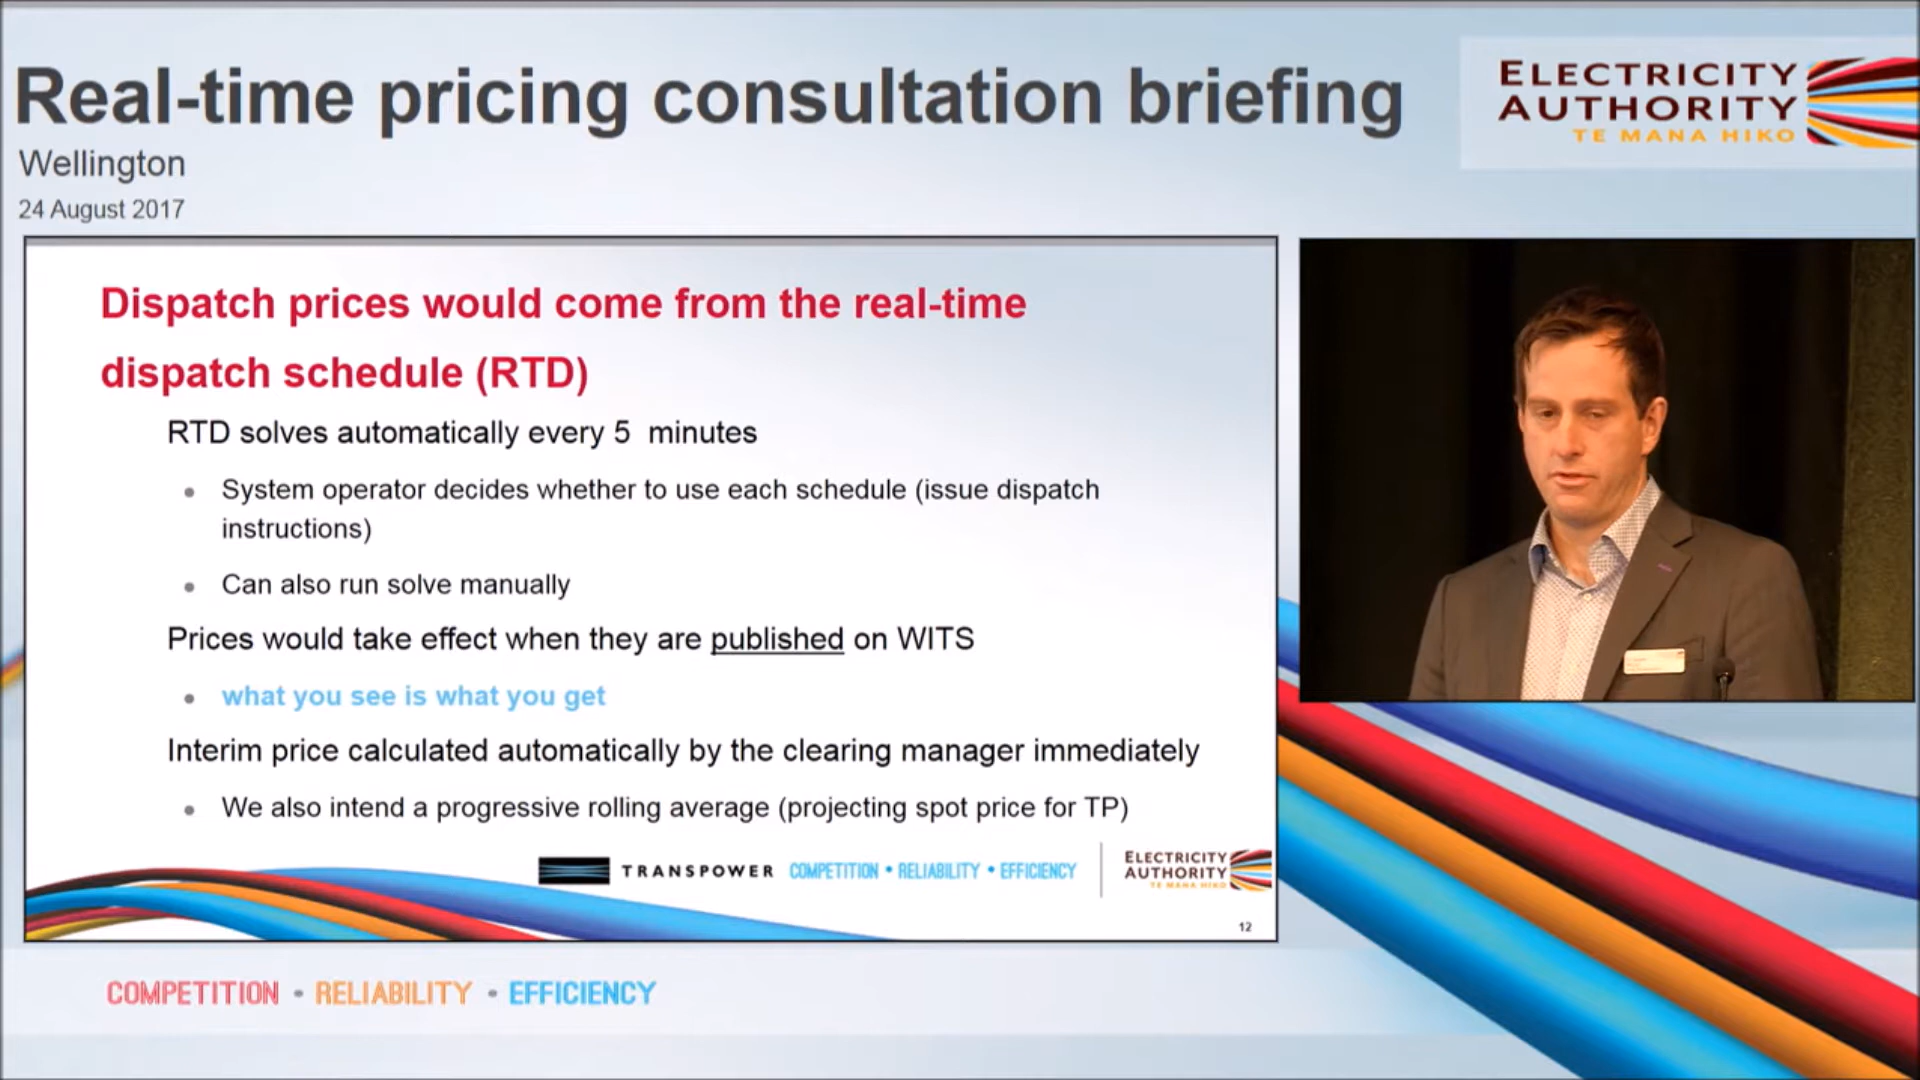 Real-time pricing consultation briefing
Wellington
24 August 2017
ELECTRICITY
AUTHORITY
TE MANA HIKO
Dispatch prices would come from the real-time
dispatch schedule (RTD)
RTD solves automatically every 5 minutes
• System operator decides whether to use each schedule (issue dispatch
instructions)
• Can also run solve manually
Prices would take effect when they are published on WITS
• what you see is what you get
Interim price calculated automatically by the clearing manager immediately
• We also intend a progressive rolling average (projecting spot price for TP)
TRANSPOWER COMPETITION • RELIABILITY • EFFICIENCY
ELECTRICITY
AUTHORITY
TE MANA HIKO
12
COMPETITION • RELIABILITY • EFFICIENCY